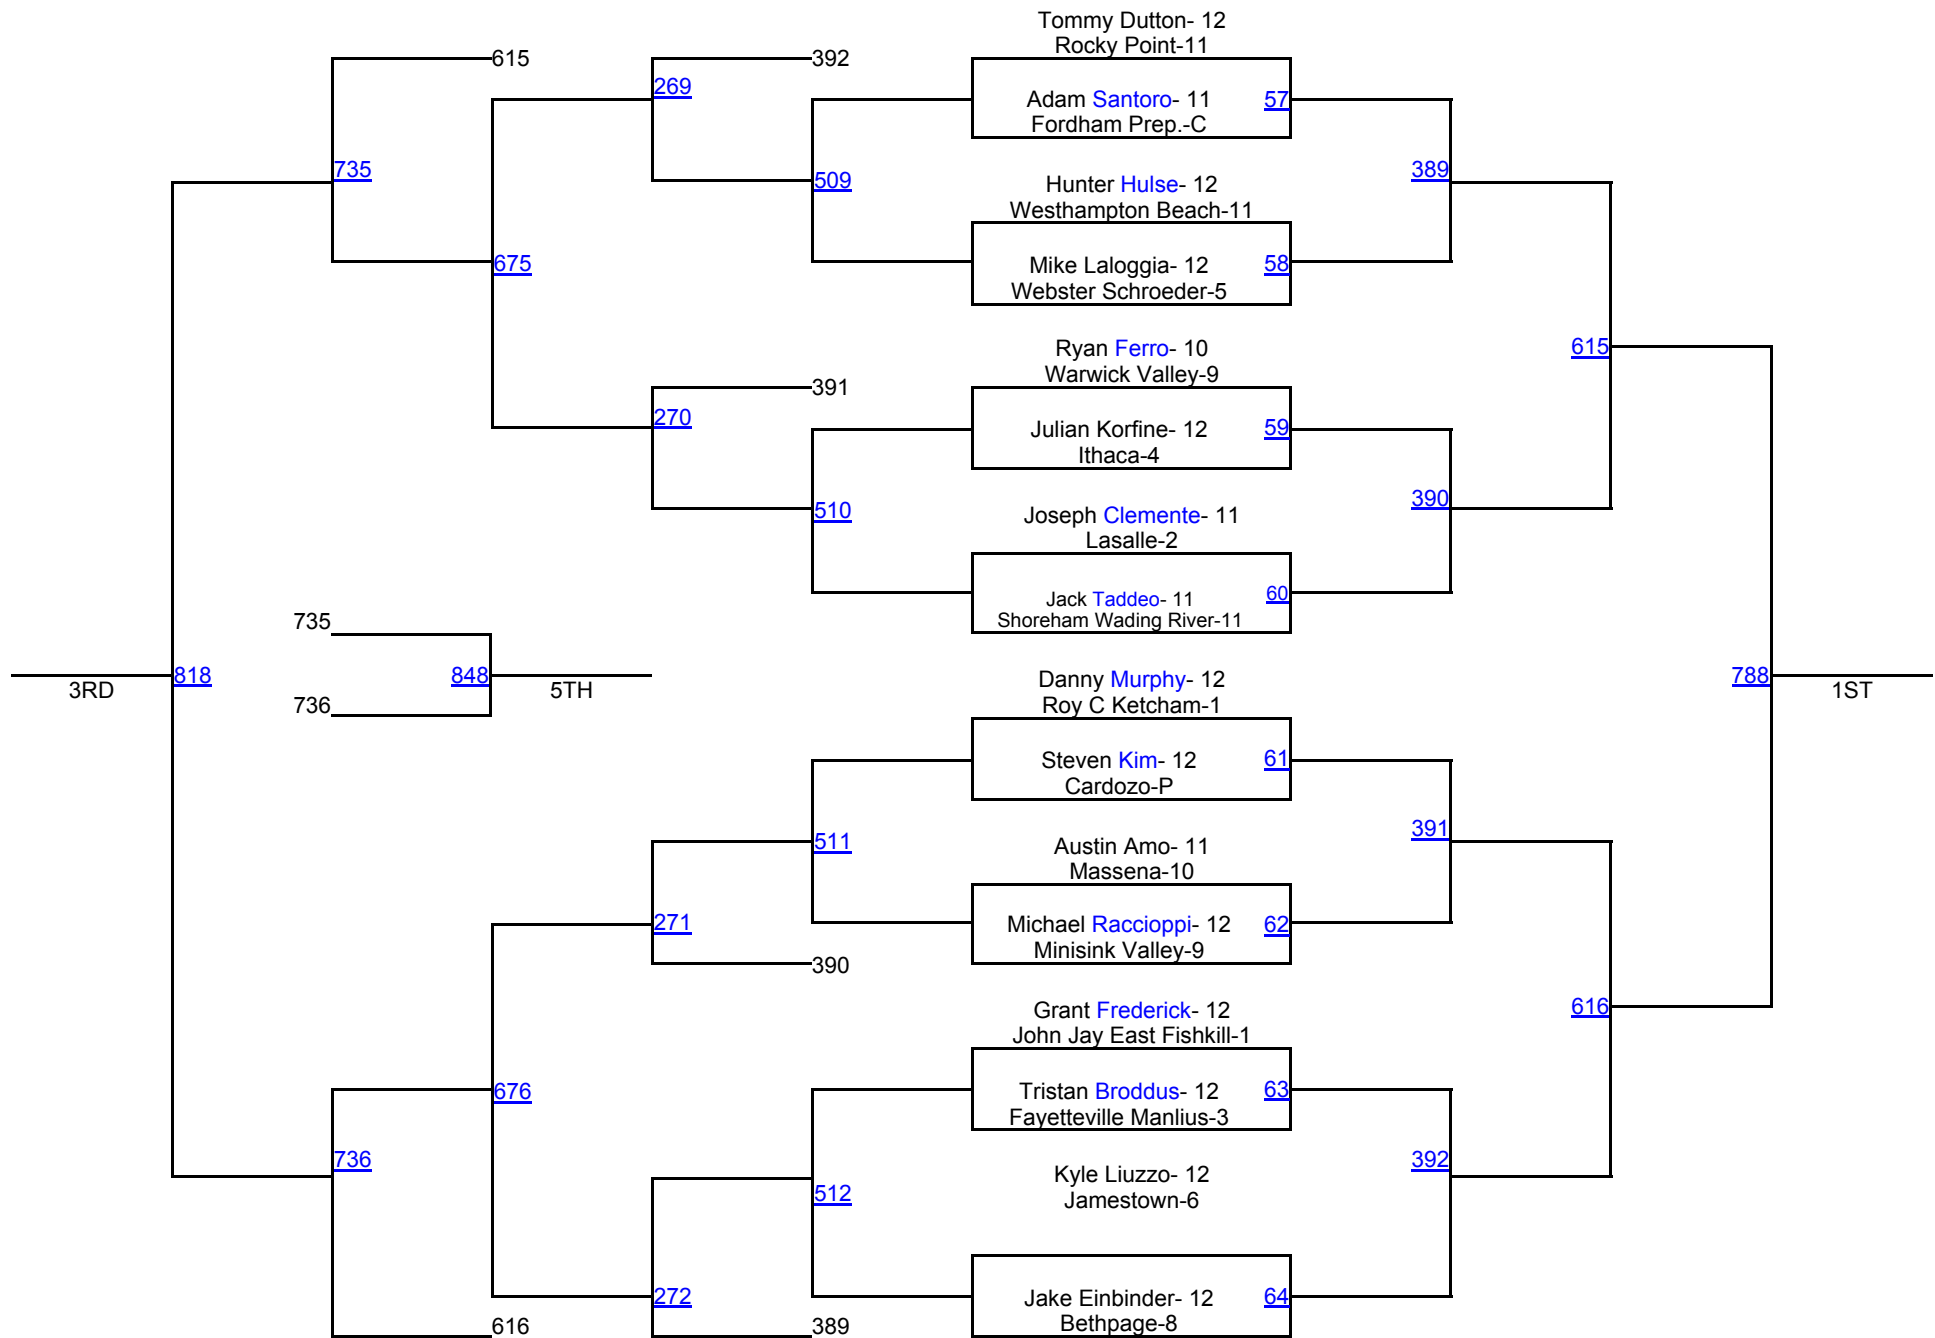 Tommy Dutton- 12
Rocky Point-11
615
392
269
Adam Santoro- 11
57
Fordham Prep.-C
735
509
389
Hunter Hulse- 12
Westhampton Beach-11
675
Mike Laloggia- 12
58
Webster Schroeder-5
Ryan Ferro- 10
615
Warwick Valley-9
391
270
Julian Korfine- 12
59
Ithaca-4
510
390
Joseph Clemente- 11
Lasalle-2
Jack Taddeo- 11
60
Shoreham Wading River-11
735
818
848
3RD
5TH
736
Danny Murphy- 12
788
1ST
Roy C Ketcham-1
Steven Kim- 12
61
Cardozo-P
511
391
Austin Amo- 11
Massena-10
271
Michael Raccioppi- 12
62
Minisink Valley-9
390
Grant Frederick- 12
616
John Jay East Fishkill-1
676
Tristan Broddus- 12
63
Fayetteville Manlius-3
736
392
Kyle Liuzzo- 12
Jamestown-6
512
272
Jake Einbinder- 12
64
Bethpage-8
616
389